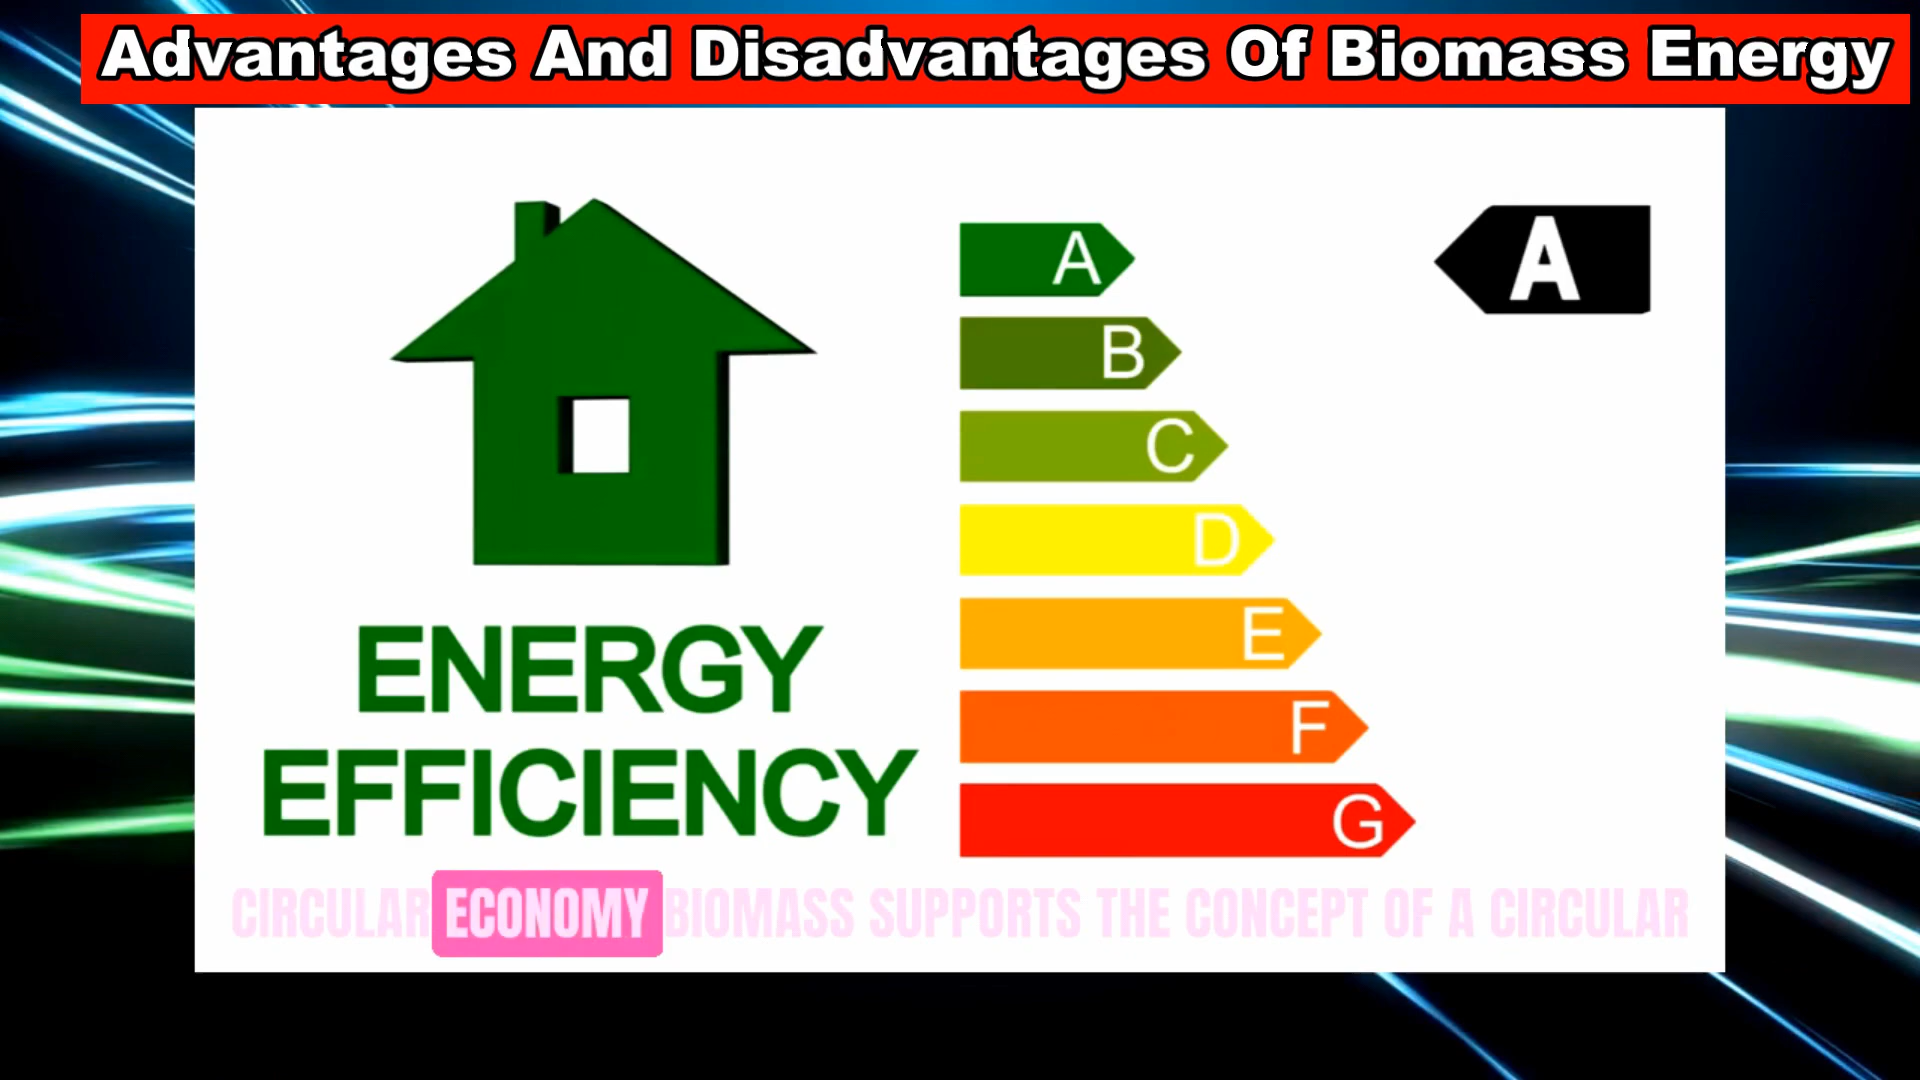 Advantages And Disadvantages Of Biomass Energy
A
A
B
C
D
E
F
G
ENERGY
EFFICIENCY
CIRCULAR ECONOMY BIOMASS SUPPORTS THE CONCEPT OF A CIRCULAR